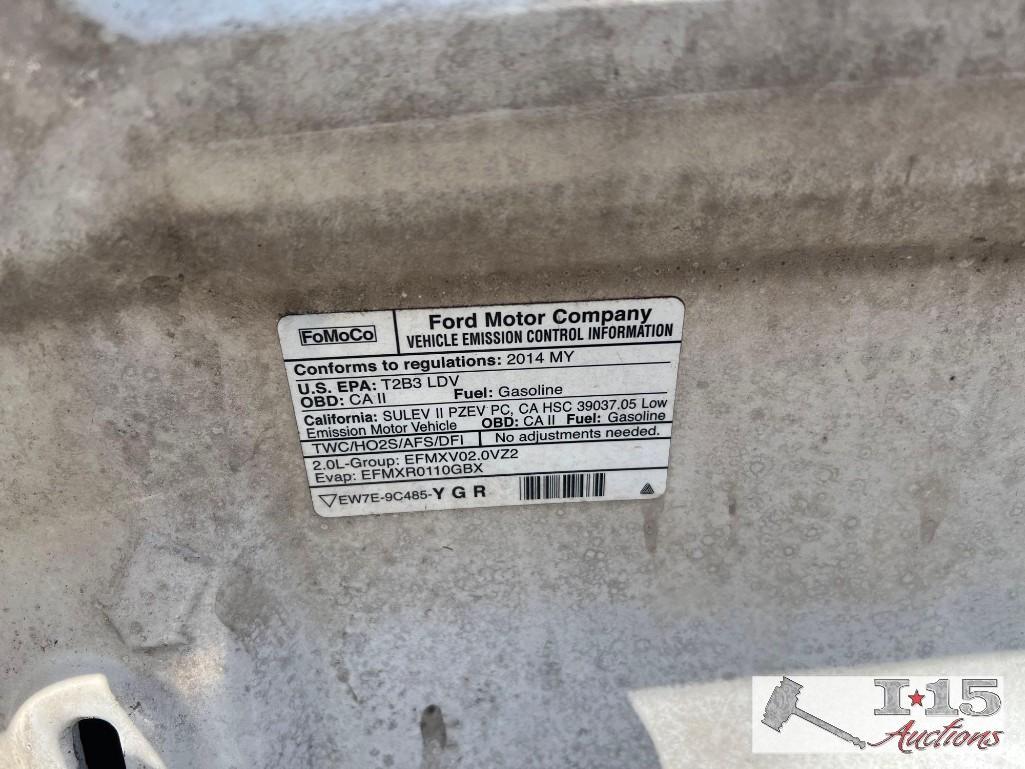 FoMoCo
Ford Motor Company
VEHICLE EMISSION CONTROL INFORMATION
Conforms to regulations: 2014 MY
U.S. EPA: T2B3 LDV
OBD: CA II Fuel: Gasoline
California: SULEV II PZEV PC, CA HSC 39037.05 Low
Emission Motor Vehicle OBD: CA II Fuel: Gasoline
TWC/HO2S/AFS/DFI No adjustments needed.
2.0L-Group: EFMXV02.0VZ2
Evap: EFMXR0110GBX
EW7E-9C485-Y G R
I★15
Auctions